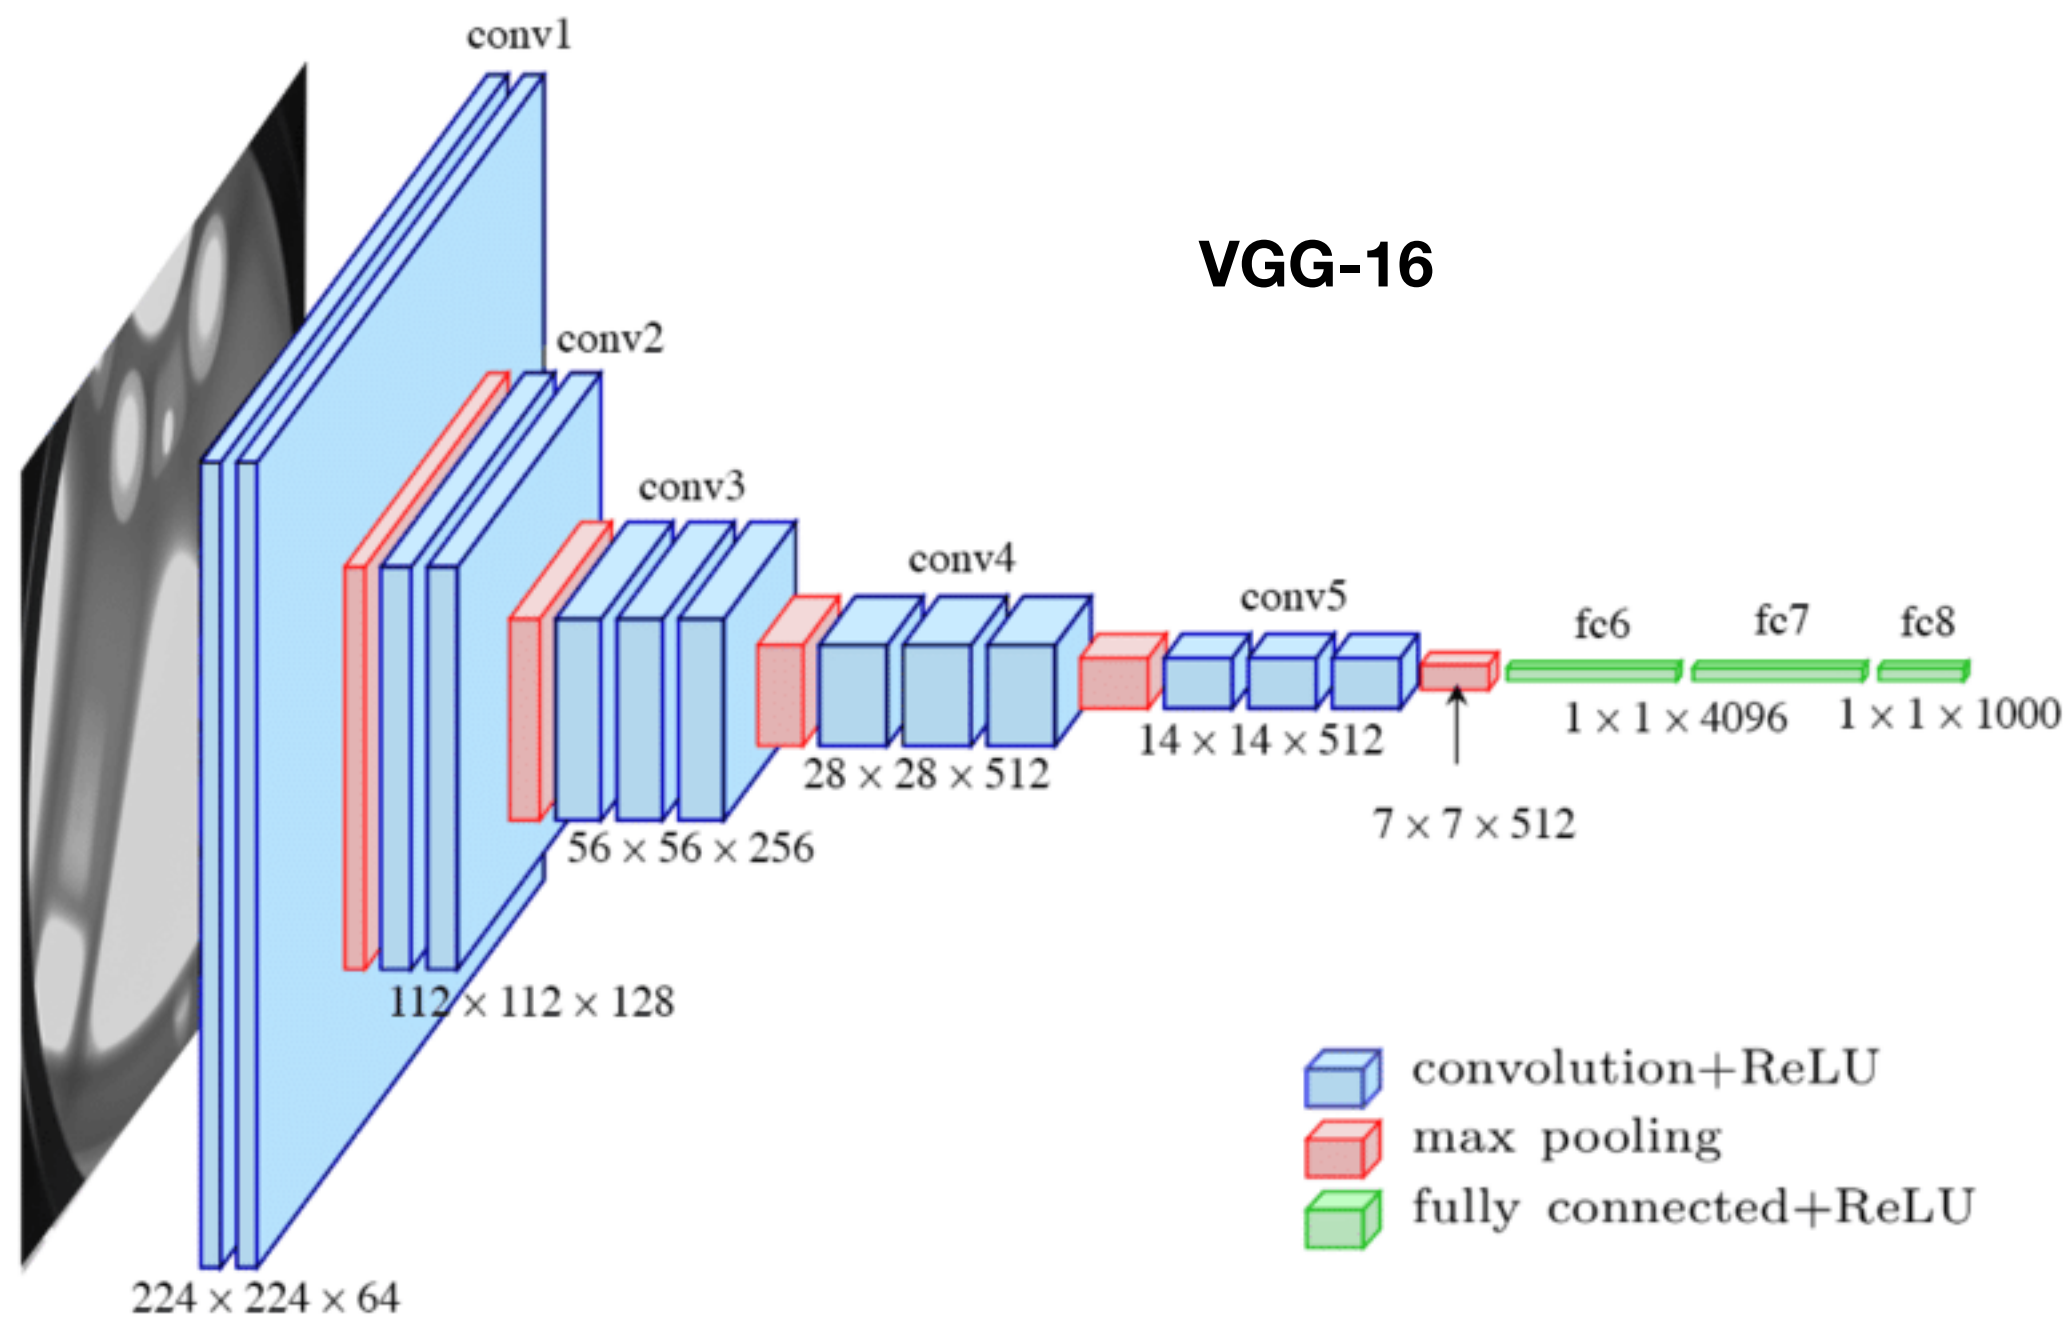 conv1
VGG-16
conv2
conv3
conv4
conv5
fc6
fc7
fc8
1 × 1 × 4096
1 × 1 × 1000
14 × 14 × 512
28 × 28 × 512
7 × 7 × 512
56 × 56 × 256
112 × 112 × 128
convolution+ReLU
max pooling
fully connected+ReLU
224 × 224 × 64